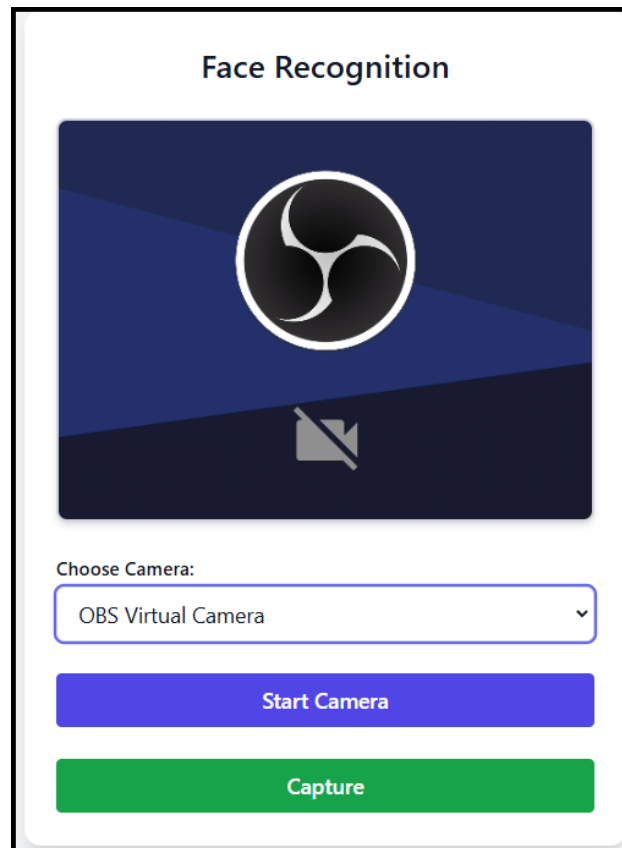 Face Recognition
Choose Camera:
OBS Virtual Camera
Start Camera
Capture